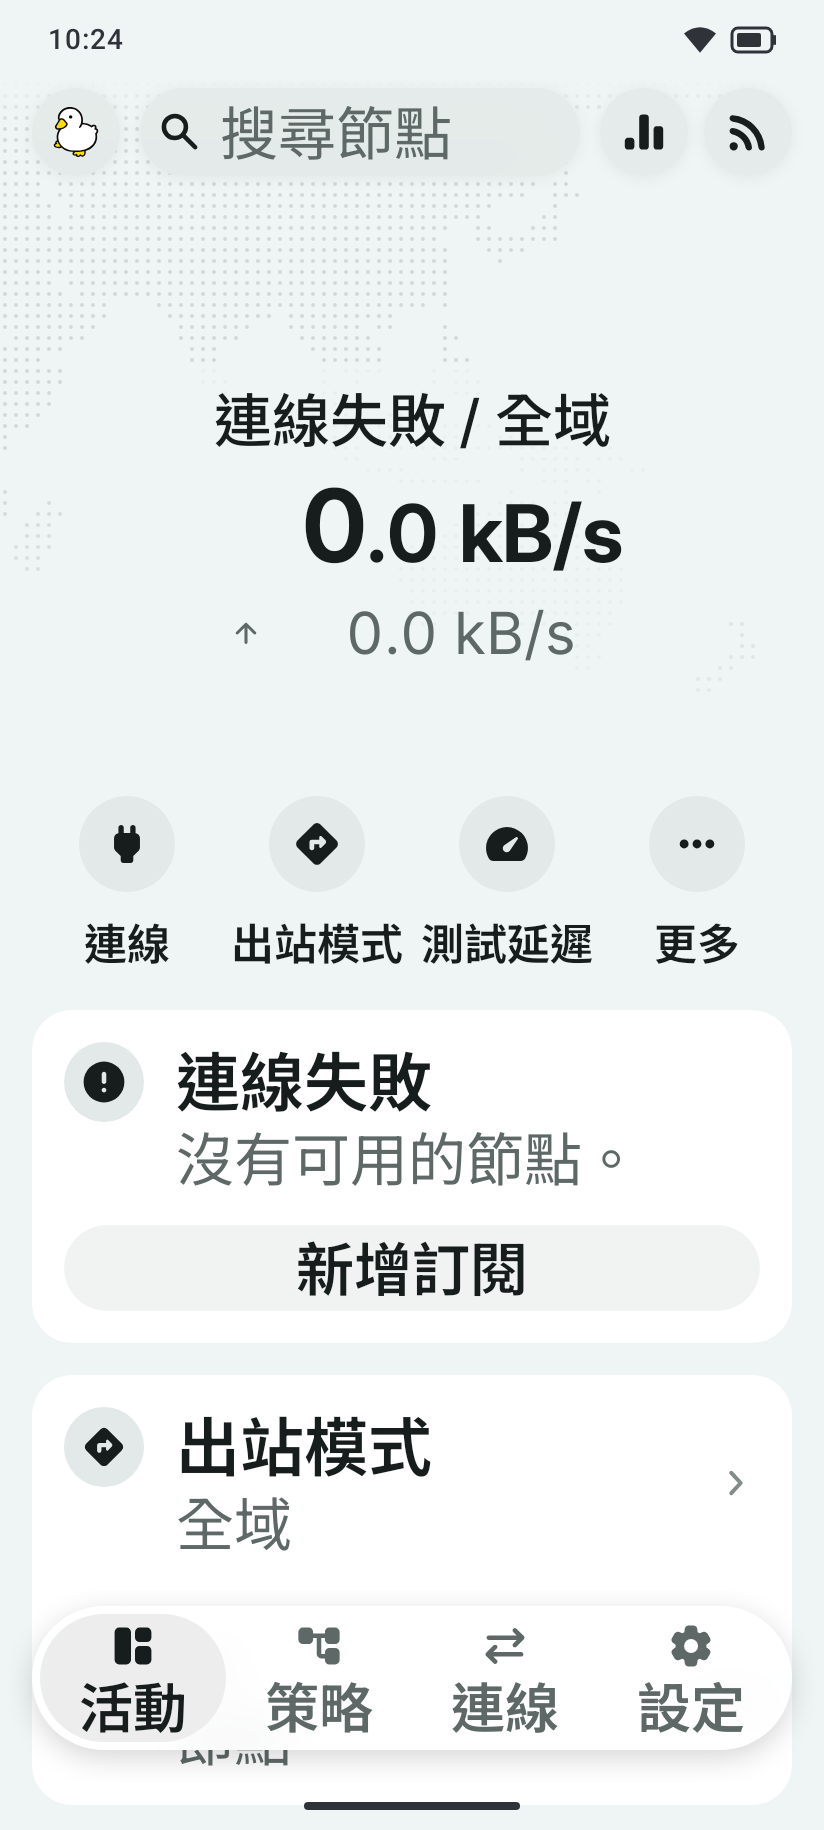 10:24
搜尋節點
連線失敗 / 全域
0.0 kB/s
↑ 0.0 kB/s
連線 出站模式 測試延遲 更多
連線失敗
沒有可用的節點。
新增訂閱
出站模式
全域
活動 策略 連線 設定
節點